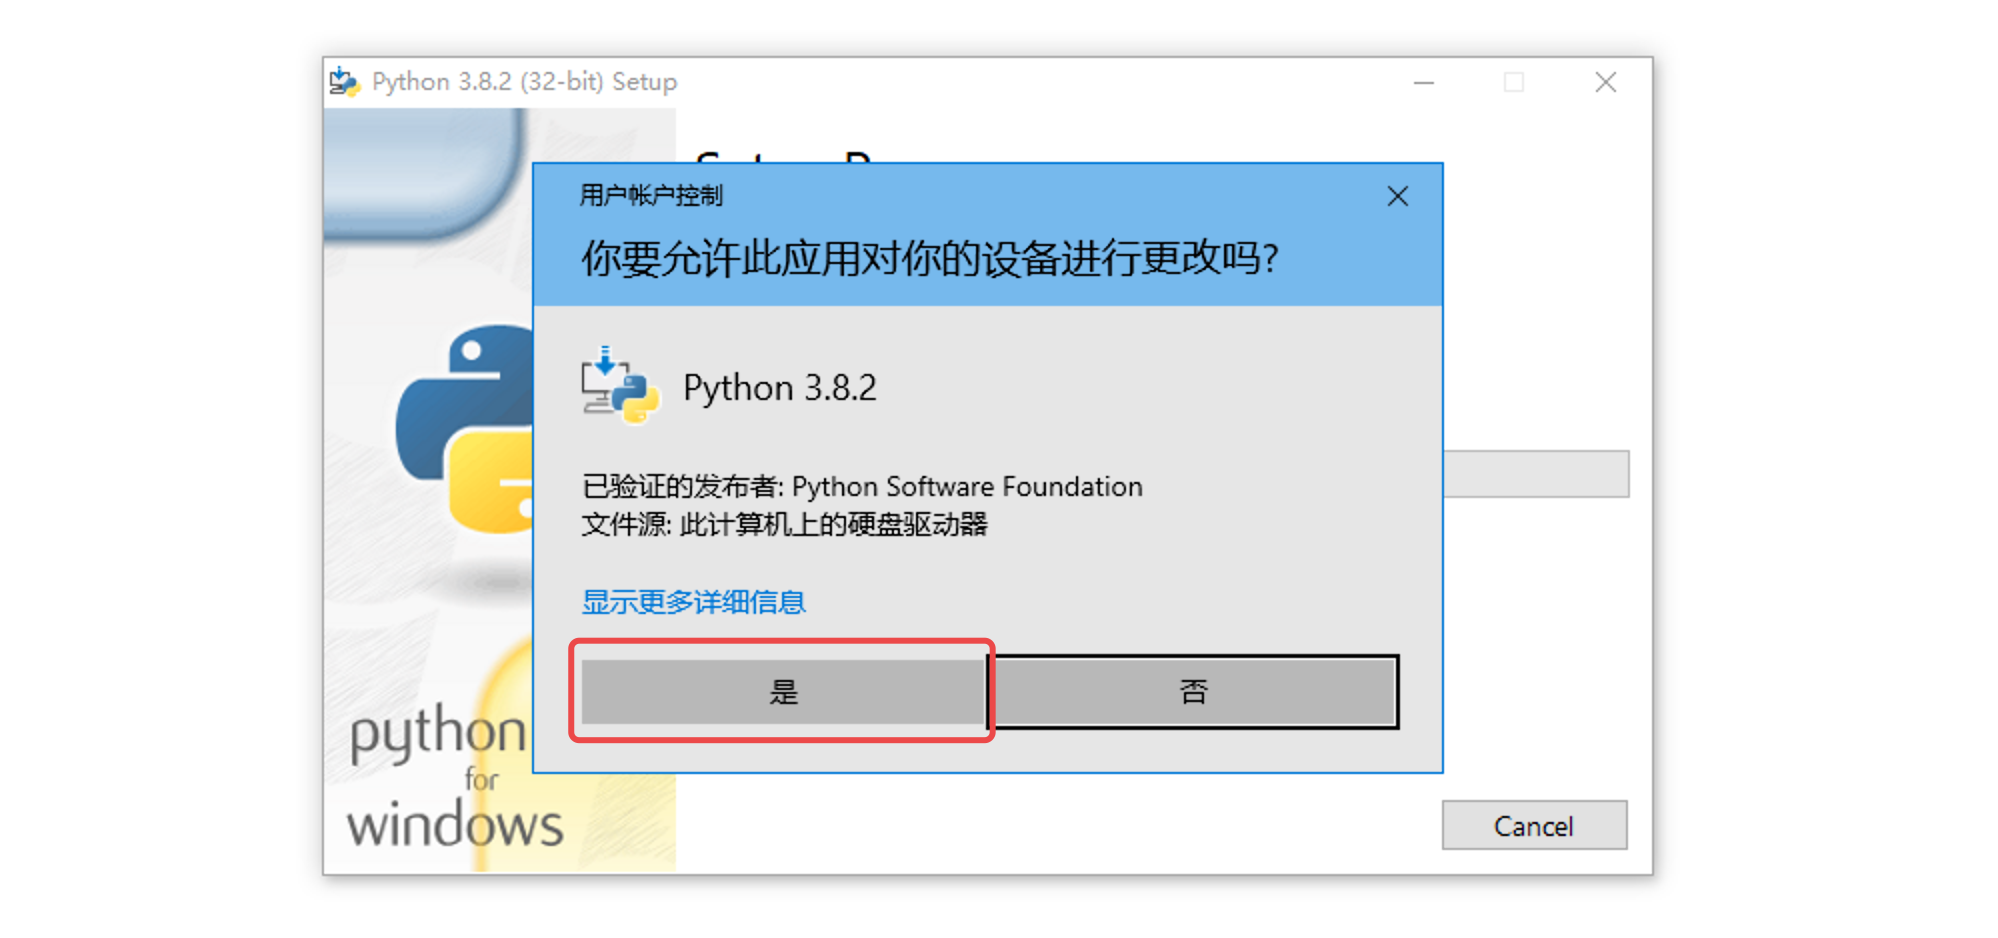 Python 3.8.2 (32-bit) Setup
用户帐户控制
你要允许此应用对你的设备进行更改吗?
Python 3.8.2
已验证的发布者: Python Software Foundation
文件源: 此计算机上的硬盘驱动器
显示更多详细信息
是
否
python
for
windows
Cancel